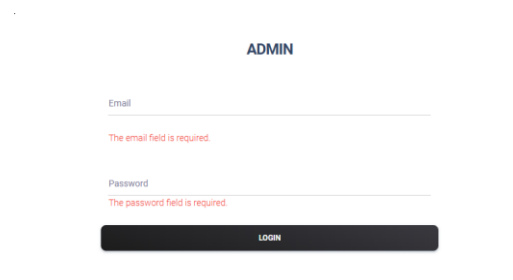 .
ADMIN
Email
The email field is required.
Password
The password field is required.
LOGIN